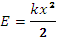 E = kx²/2